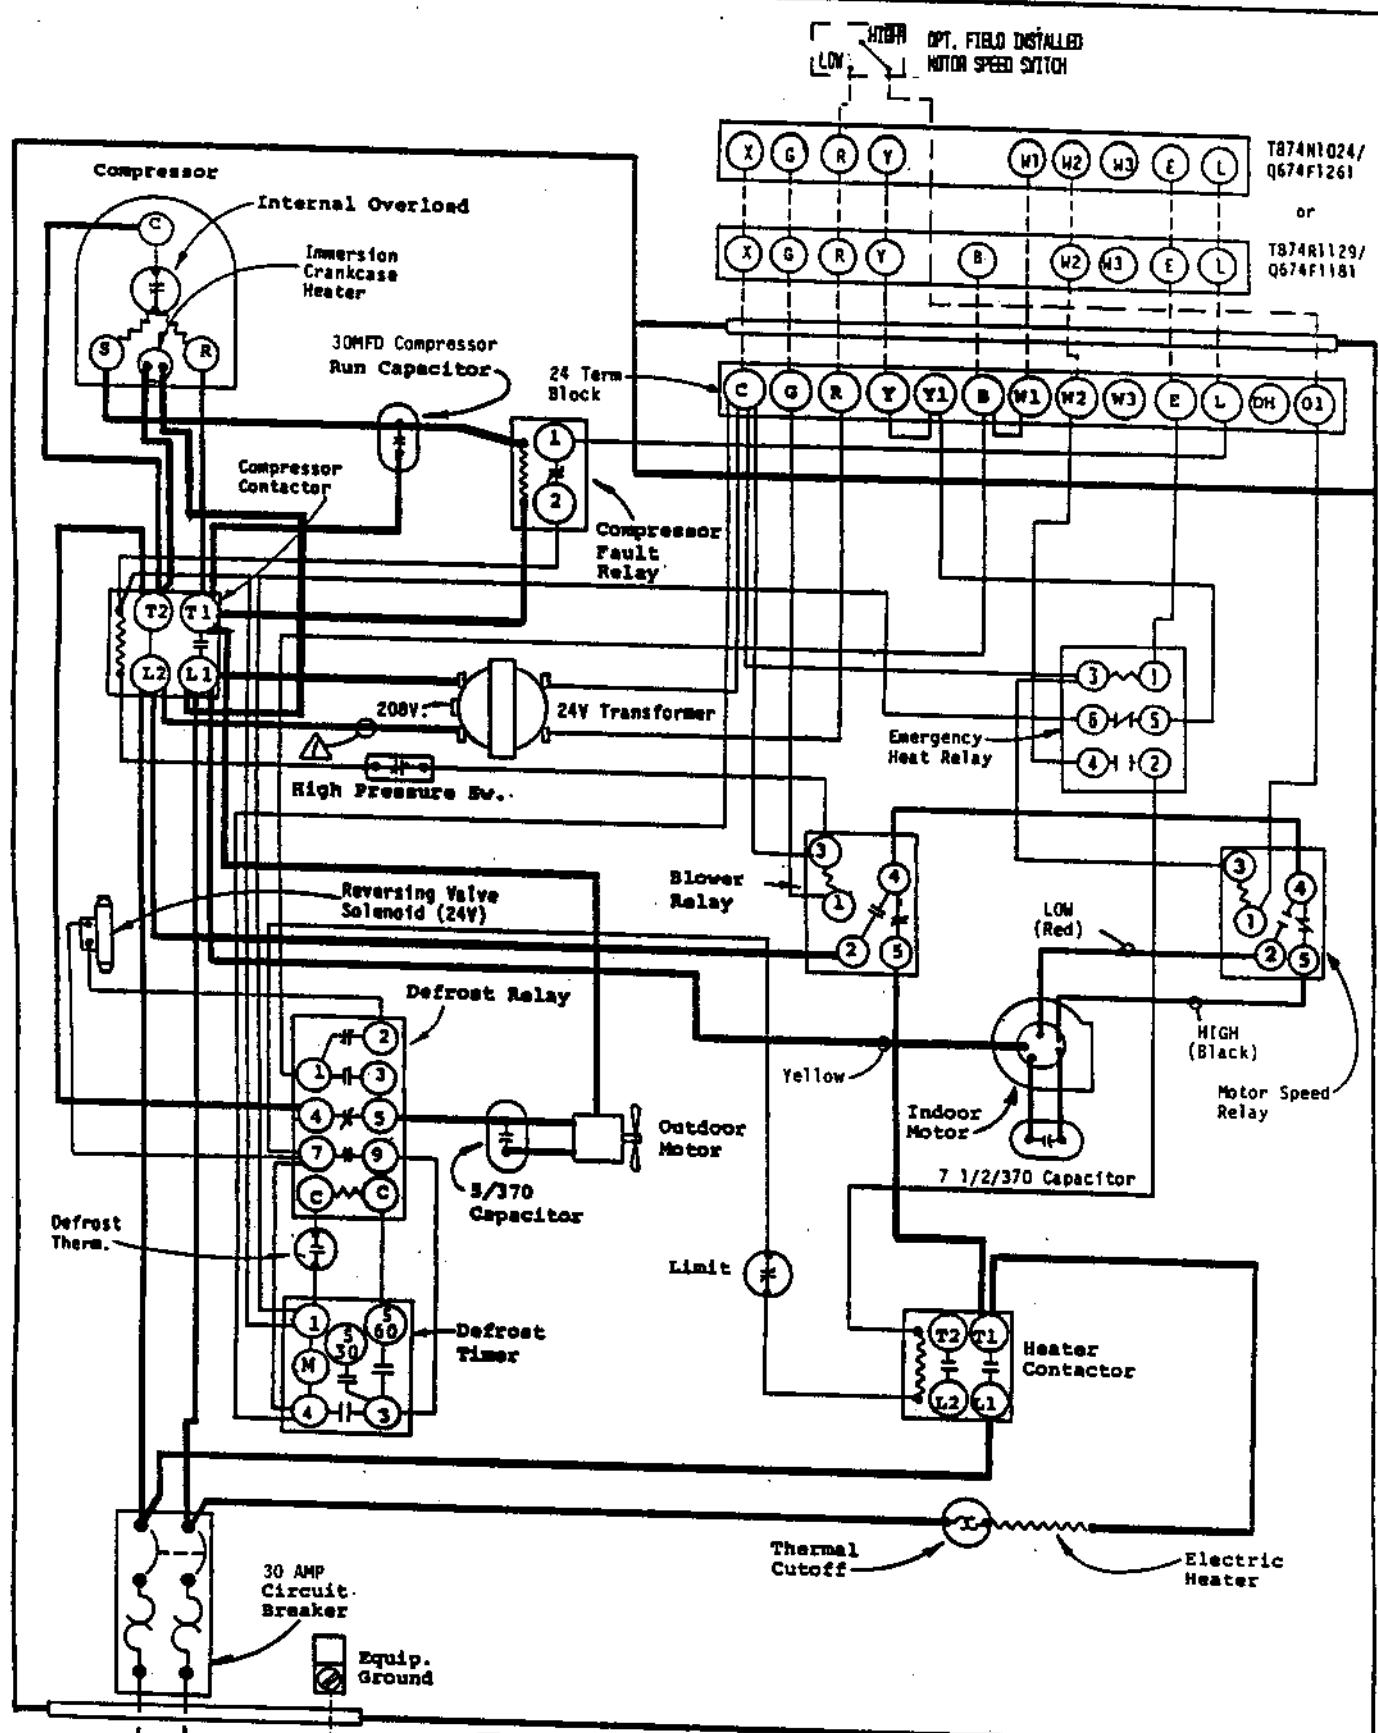 HIGH
LOW
OPT. FIELD INSTALLED
MOTOR SPEED SWITCH
X G R Y W1 W2 W3 E L
T874N1024/
Q674F1261
or
X G R Y B W2 W3 E L
T874R1129/
Q674F1181
Compressor
C
Internal Overload
Immersion
Crankcase
Heater
S
R
30MFD Compressor
Run Capacitor
24 Term
Block
C G R Y Y1 B W1 W2 W3 E L DH O1
1
2
Compressor
Contactor
Compressor
Fault
Relay
T2 T1
L2 L1
208V.
24V Transformer
High Pressure Sw.
3 1
6 5
4 2
Emergency
Heat Relay
Blower
Relay
3
1
4
2
5
3
1
4
2
5
LOW
(Red)
HIGH
(Black)
Motor Speed
Relay
Reversing Valve
Solenoid (24V)
Defrost Relay
2
1 3
4 5
7 9
C C
Yellow
Indoor
Motor
7 1/2/370 Capacitor
Outdoor
Motor
5/370
Capacitor
Defrost
Therm.
Limit
1
S
30
S
60
M
4
3
Defrost
Timer
T2 T1
L2 L1
Heater
Contactor
Thermal
Cutoff
Electric
Heater
30 AMP
Circuit
Breaker
Equip.
Ground